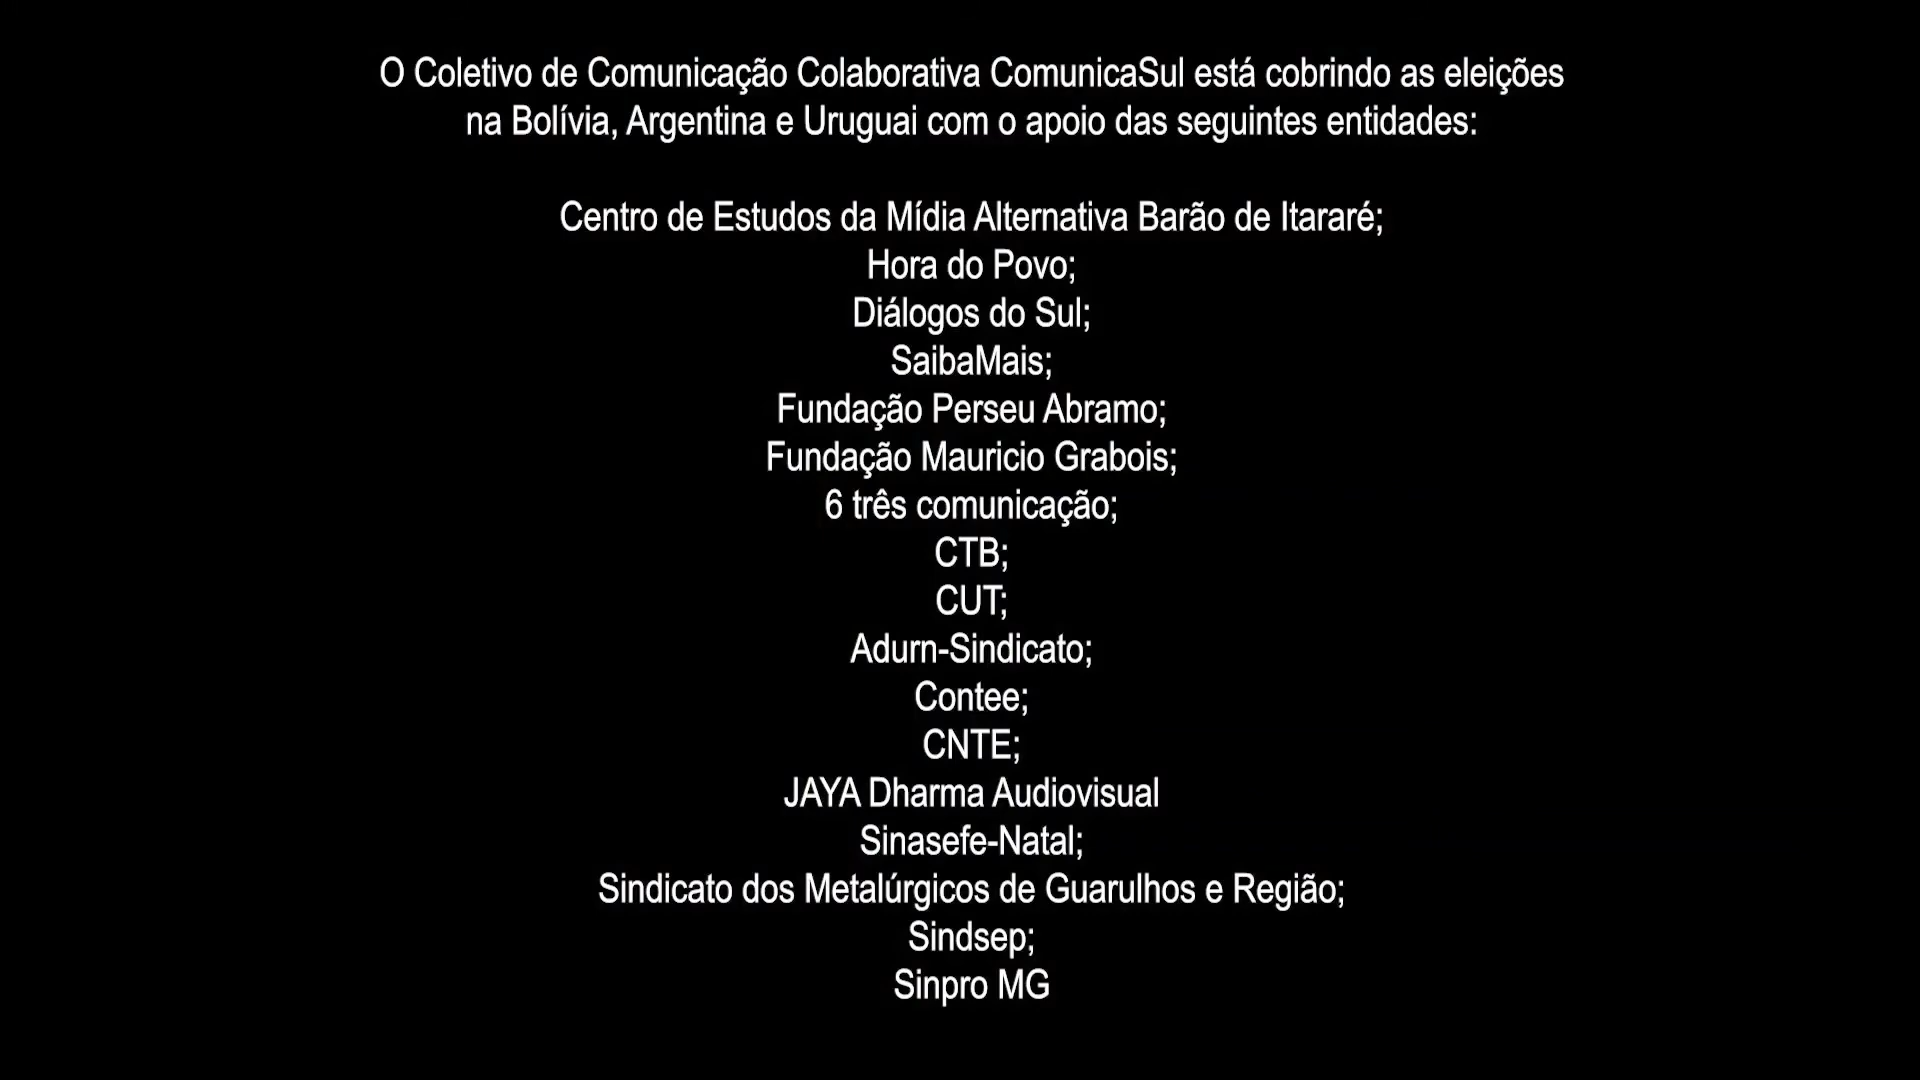 O Coletivo de Comunicação Colaborativa ComunicaSul está cobrindo as eleições
na Bolívia, Argentina e Uruguai com o apoio das seguintes entidades:
Centro de Estudos da Mídia Alternativa Barão de Itararé;
Hora do Povo;
Diálogos do Sul;
SaibaMais;
Fundação Perseu Abramo;
Fundação Mauricio Grabois;
6 três comunicação;
CTB;
CUT;
Adurn-Sindicato;
Contee;
CNTE;
JAYA Dharma Audiovisual
Sinasefe-Natal;
Sindicato dos Metalúrgicos de Guarulhos e Região;
Sindsep;
Sinpro MG